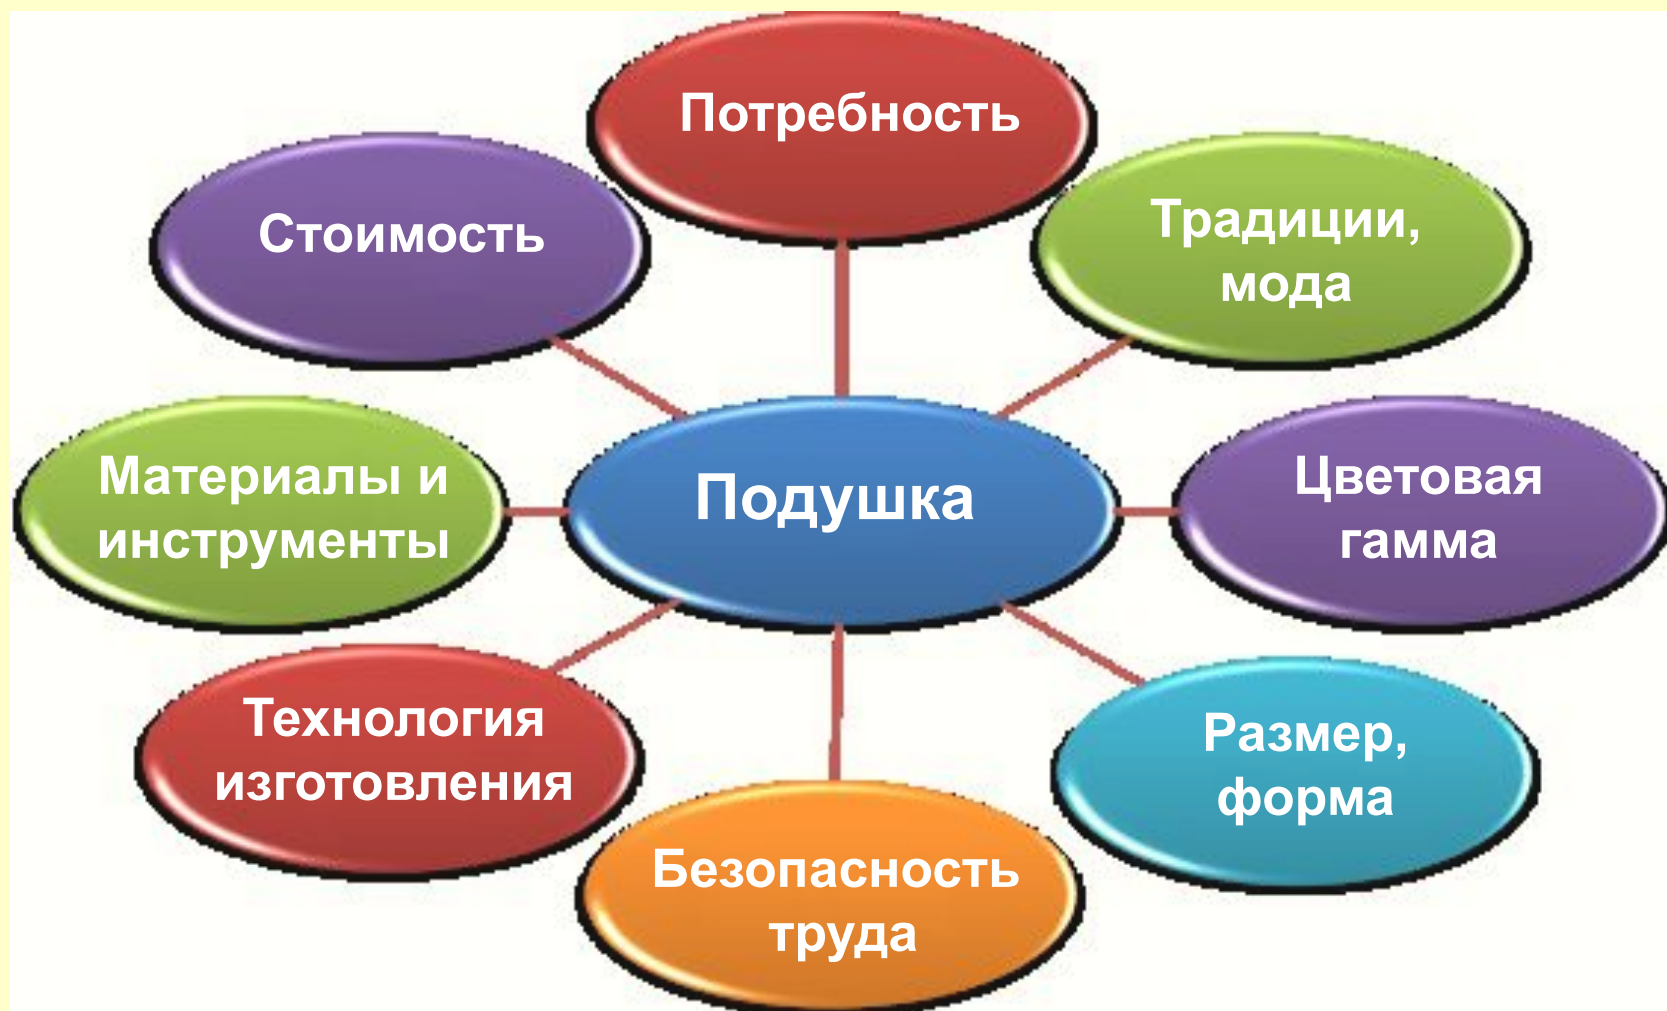 Потребность
Стоимость
Традиции,
мода
Материалы и
инструменты
Подушка
Цветовая
гамма
Технология
изготовления
Размер,
форма
Безопасность
труда